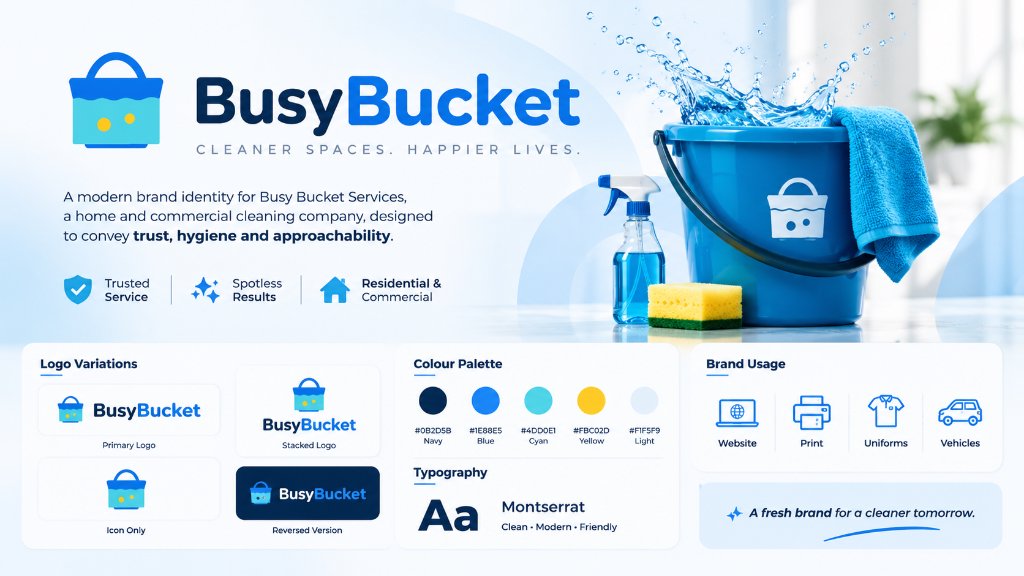 BusyBucket
CLEANER SPACES. HAPPIER LIVES.
A modern brand identity for Busy Bucket Services,
a home and commercial cleaning company, designed
to convey trust, hygiene and approachability.
Trusted
Service
Spotless
Results
Residential &
Commercial
Logo Variations
BusyBucket
Primary Logo
BusyBucket
Stacked Logo
Icon Only
BusyBucket
Reversed Version
Colour Palette
#0B2D5B
Navy
#1E88E5
Blue
#4DD0E1
Cyan
#FBC02D
Yellow
#F1F5F9
Light
Typography
Aa
Montserrat
Clean • Modern • Friendly
Brand Usage
Website
Print
Uniforms
Vehicles
A fresh brand for a cleaner tomorrow.